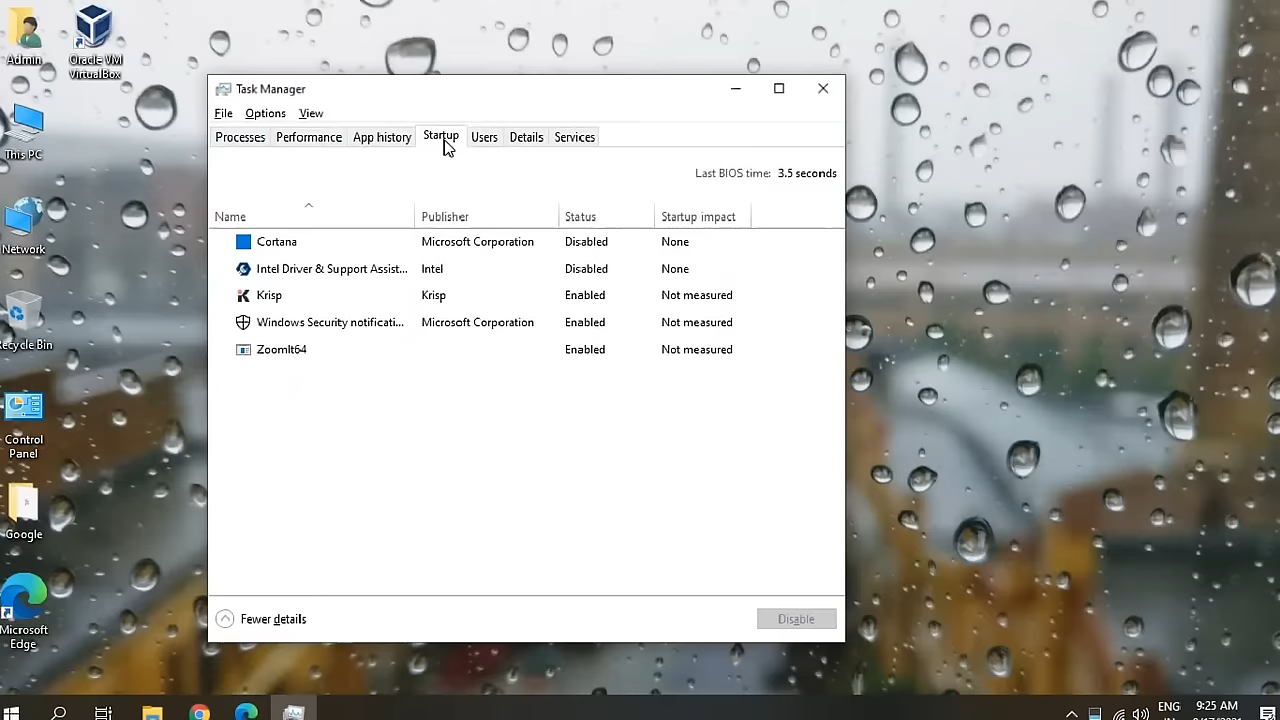 Admin
Oracle VM
VirtualBox
This PC
Network
Recycle Bin
Control
Panel
Google
Microsoft
Edge
Task Manager
File Options View
Processes Performance App history Startup Users Details Services
Last BIOS time: 3.5 seconds
Name Publisher Status Startup impact
Cortana Microsoft Corporation Disabled None
Intel Driver & Support Assist... Intel Disabled None
Krisp Krisp Enabled Not measured
Windows Security notificati... Microsoft Corporation Enabled Not measured
ZoomIt64 Enabled Not measured
Fewer details Disable
ENG 9:25 AM